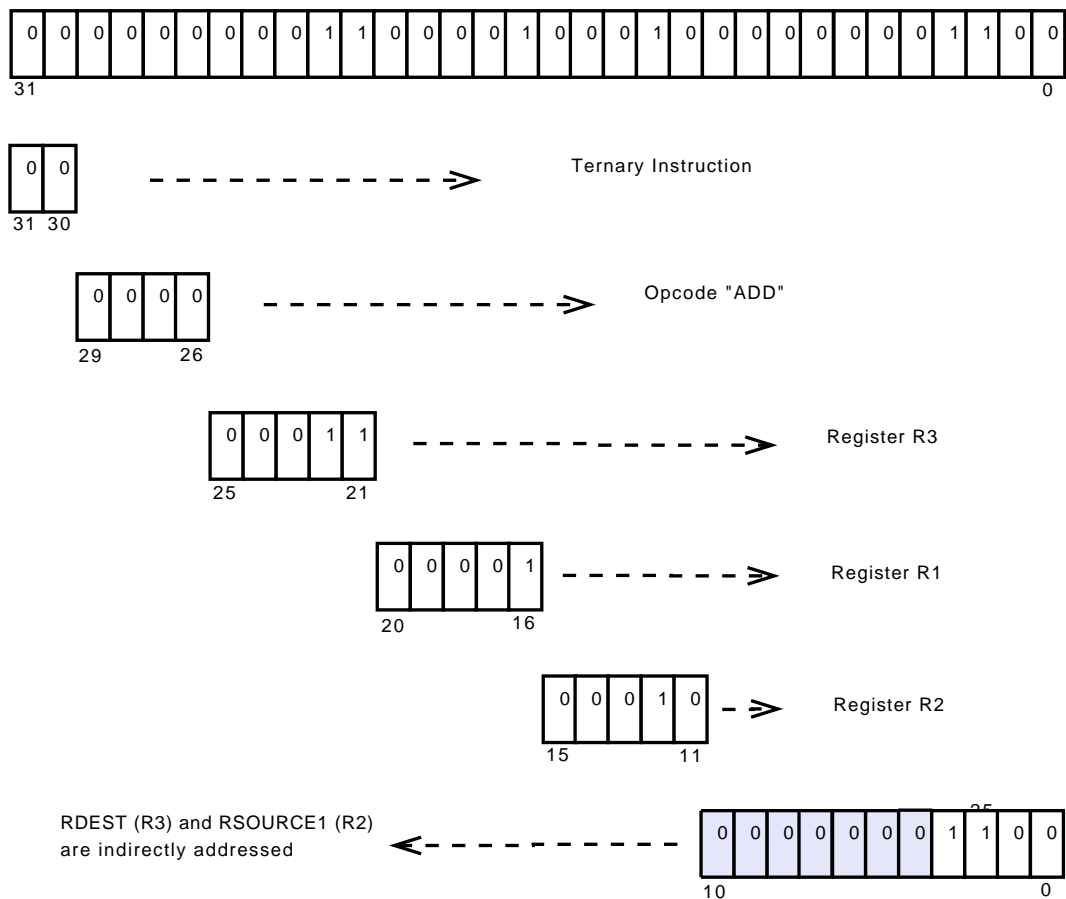 0 0 0 0 0 0 0 0 0 1 1 0 0 0 0 1 0 0 0 1 0 0 0 0 0 0 0 0 1 1 0 0
31 0
0 0 Ternary Instruction
31 30
0 0 0 0 Opcode "ADD"
29 26
0 0 0 1 1 Register R3
25 21
0 0 0 0 1 Register R1
20 16
0 0 0 1 0 Register R2
15 11
RDEST (R3) and RSOURCE1 (R2)
are indirectly addressed
0 0 0 0 0 0 0 1 1 0 0
10 0